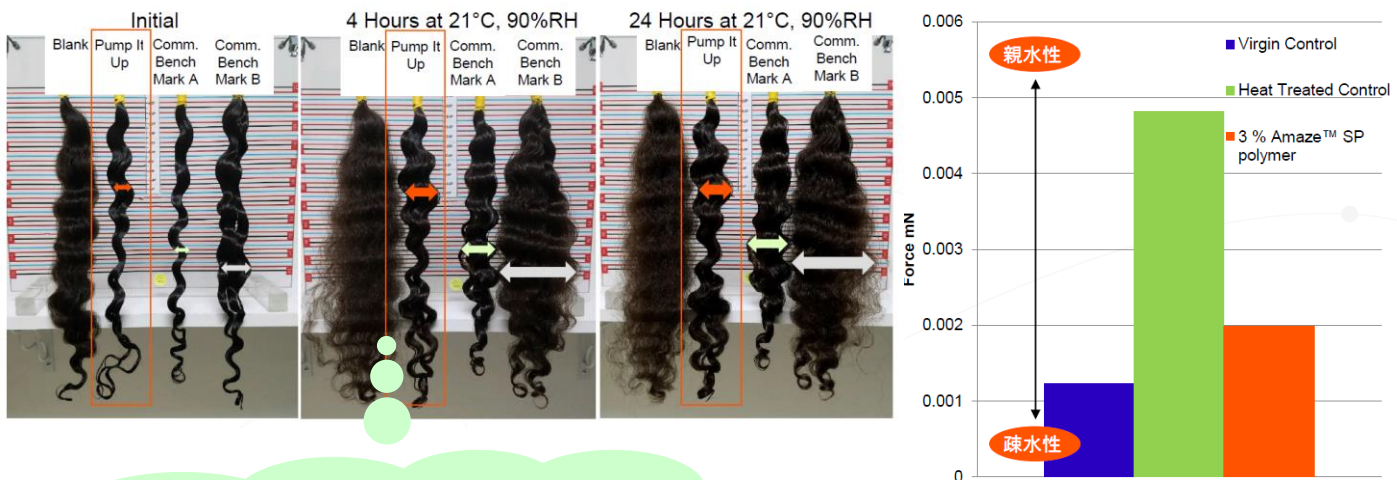 Initial
Blank
Pump It
Up
Comm.
Bench
Mark A
Comm.
Bench
Mark B
4 Hours at 21°C, 90%RH
Blank
Pump It
Up
Comm.
Bench
Mark A
Comm.
Bench
Mark B
24 Hours at 21°C, 90%RH
Blank
Pump It
Up
Comm.
Bench
Mark A
Comm.
Bench
Mark B
Force mN
0.006
0.005
0.004
0.003
0.002
0.001
0
親水性
疎水性
Virgin Control
Heat Treated Control
3 % Amaze™ SP
polymer